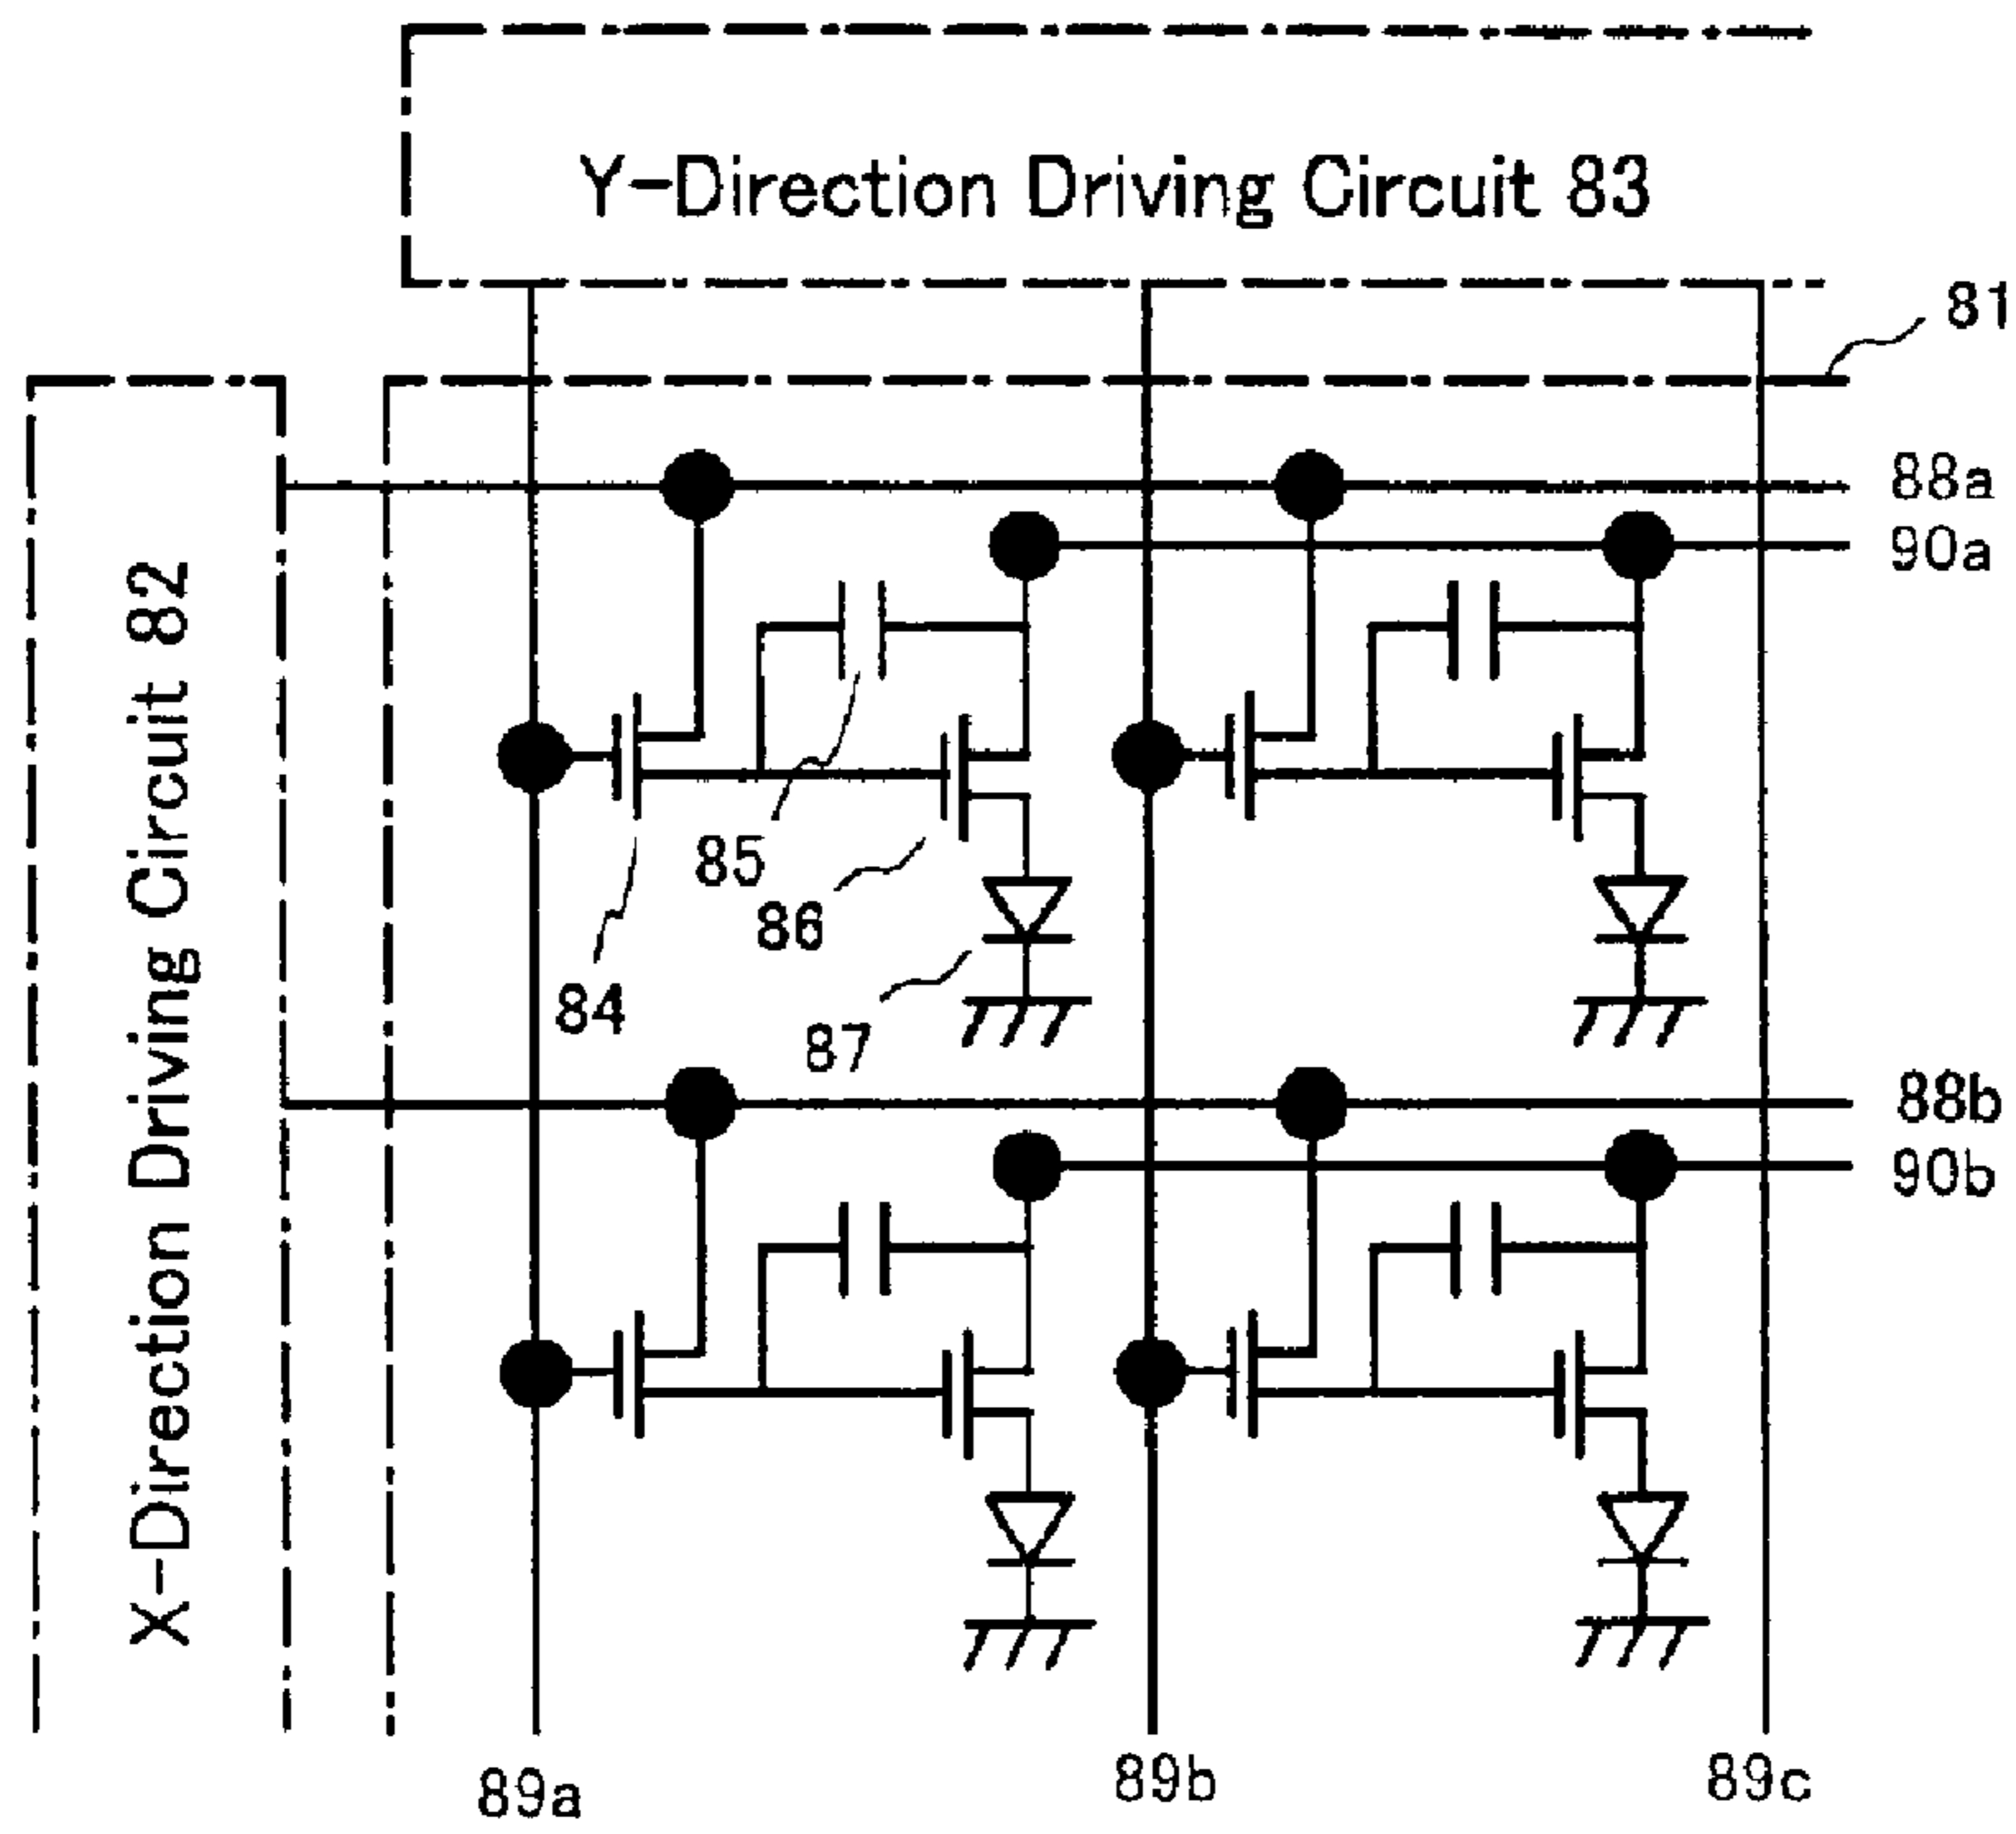 Y-Direction Driving Circuit 83
81
X-Direction Driving Circuit 82
88a
90a
85
86
84
87
88b
90b
89a
89b
89c